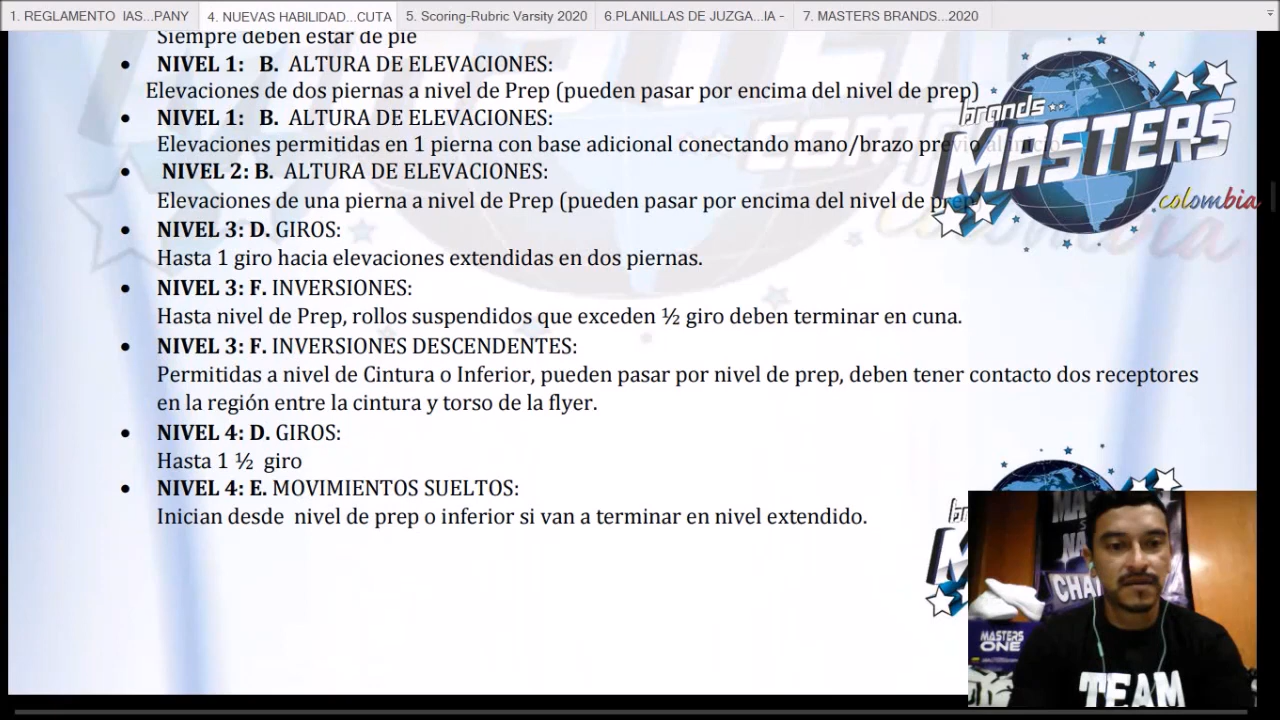 1. REGLAMENTO IAS...PANY
4. NUEVAS HABILIDAD...CUTA
5. Scoring-Rubric Varsity 2020
6.PLANILLAS DE JUZGA...IA -
7. MASTERS BRANDS...2020
Siempre deben estar de pie
• NIVEL 1: B. ALTURA DE ELEVACIONES:
Elevaciones de dos piernas a nivel de Prep (pueden pasar por encima del nivel de prep)
• NIVEL 1: B. ALTURA DE ELEVACIONES:
Elevaciones permitidas en 1 pierna con base adicional conectando mano/brazo previo al inicio
• NIVEL 2: B. ALTURA DE ELEVACIONES:
Elevaciones de una pierna a nivel de Prep (pueden pasar por encima del nivel de prep
• NIVEL 3: D. GIROS:
Hasta 1 giro hacia elevaciones extendidas en dos piernas.
• NIVEL 3: F. INVERSIONES:
Hasta nivel de Prep, rollos suspendidos que exceden ½ giro deben terminar en cuna.
• NIVEL 3: F. INVERSIONES DESCENDENTES:
Permitidas a nivel de Cintura o Inferior, pueden pasar por nivel de prep, deben tener contacto dos receptores
en la región entre la cintura y torso de la flyer.
• NIVEL 4: D. GIROS:
Hasta 1 ½ giro
• NIVEL 4: E. MOVIMIENTOS SUELTOS:
Inician desde nivel de prep o inferior si van a terminar en nivel extendido.
brands...
MASTERS
colombia
MASTERS
ONE
TEAM